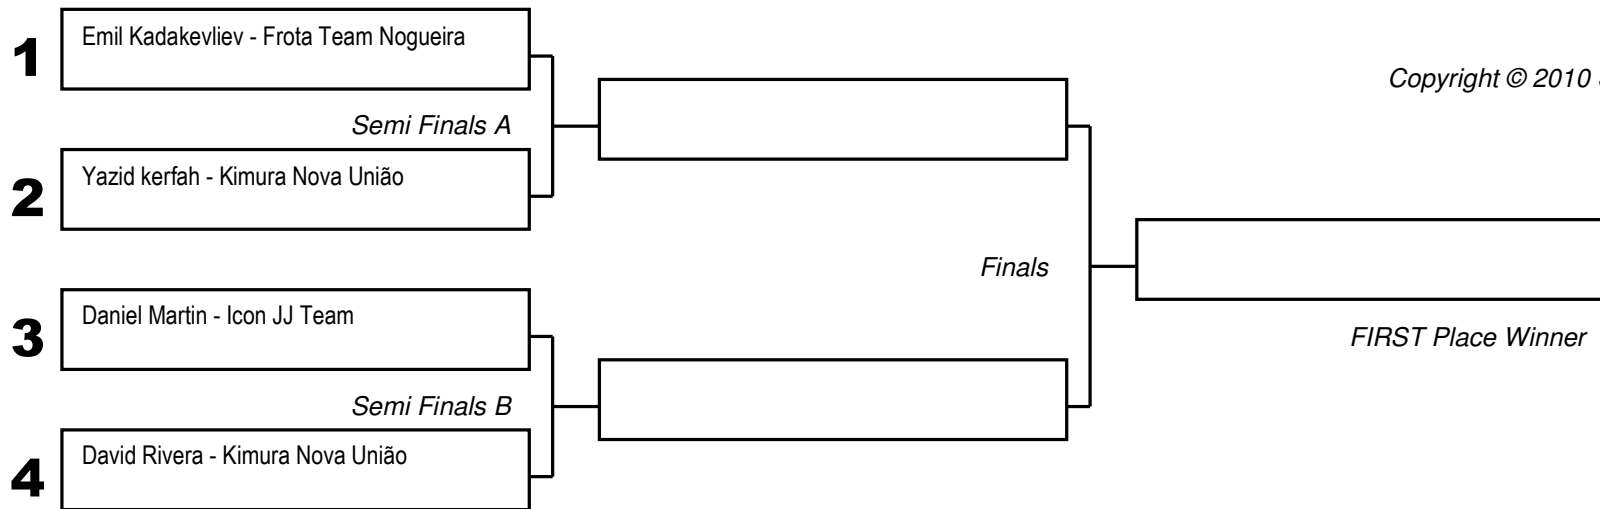 1
Emil Kadakevliev - Frota Team Nogueira
Copyright © 2010
Semi Finals A
2
Yazid kerfah - Kimura Nova União
Finals
3
Daniel Martin - Icon JJ Team
FIRST Place Winner
Semi Finals B
4
David Rivera - Kimura Nova União